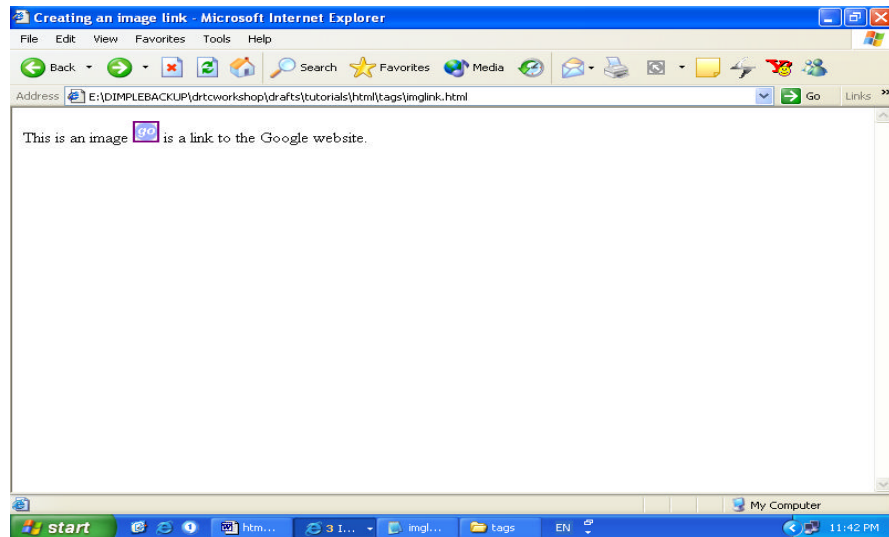 Creating an image link - Microsoft Internet Explorer
File Edit View Favorites Tools Help
Back Search Favorites Media
Address E:\DIMPLEBACKUP\drtcworkshop\drafts\tutorials\html\tags\imglink.html Go Links »
This is an image go is a link to the Google website.
My Computer
start htm... 3 I... imgl... tags EN 11:42 PM